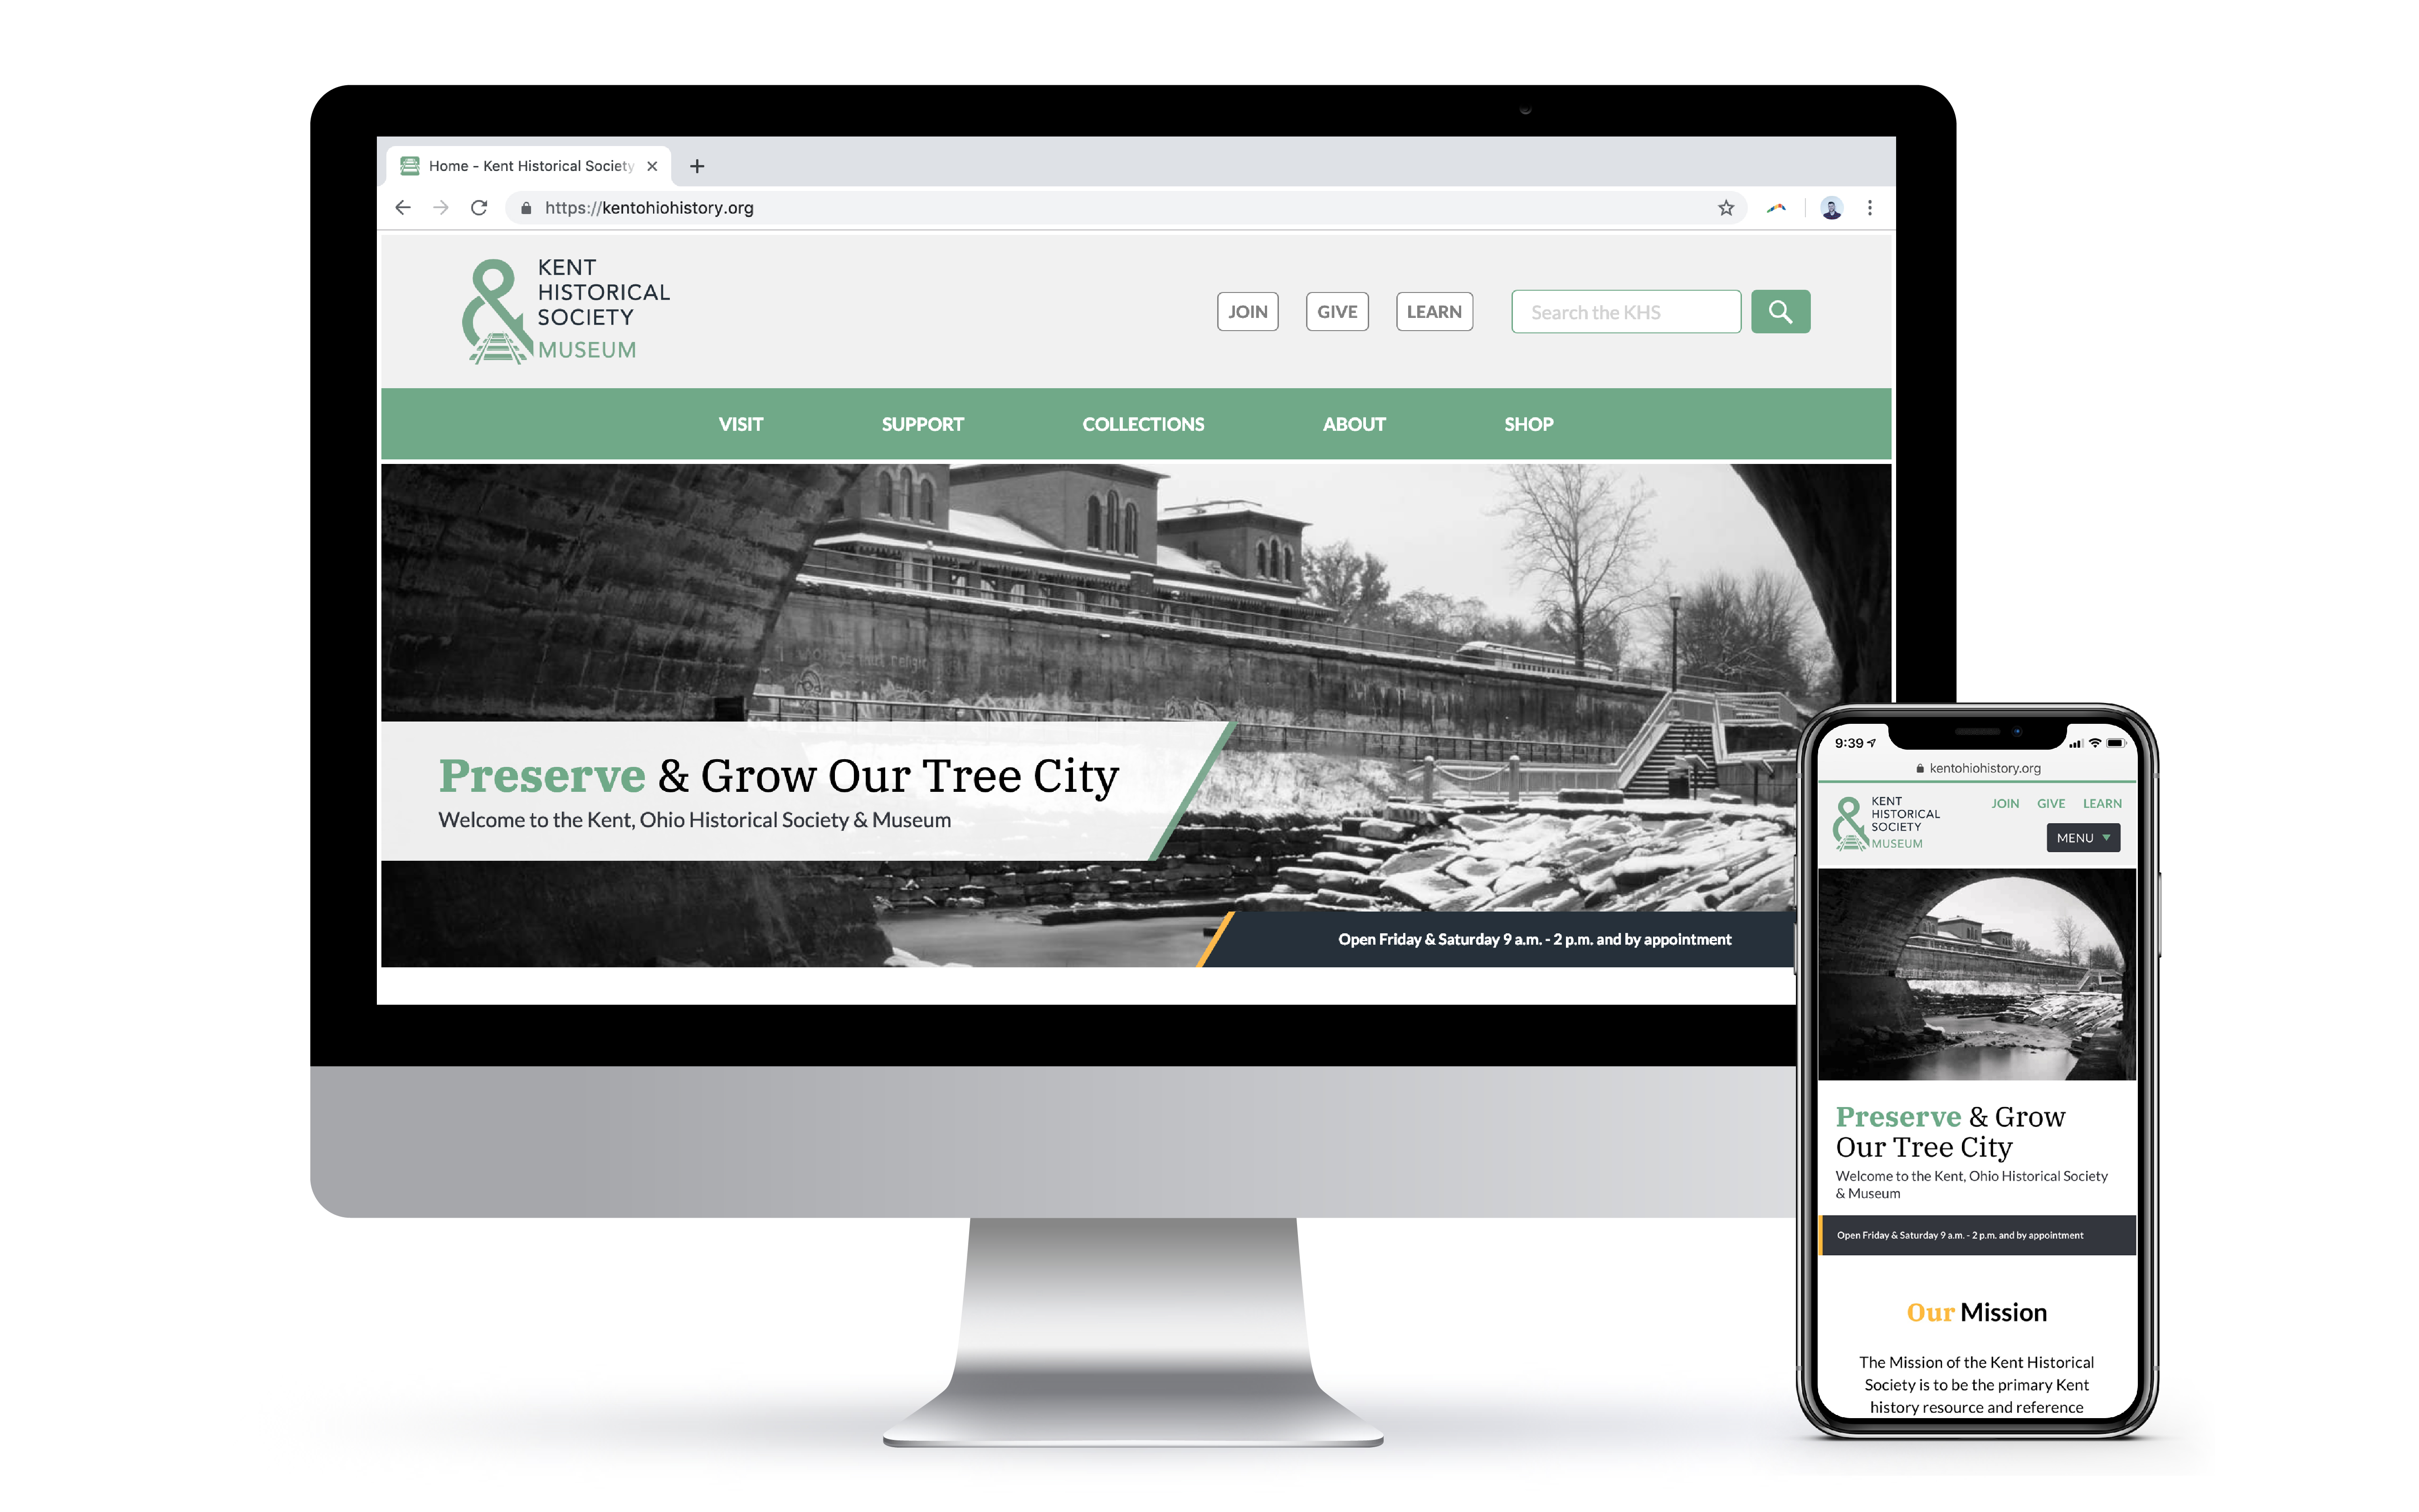 Home - Kent Historical Society
https://kentohiohistory.org
KENT
HISTORICAL
SOCIETY
MUSEUM
JOIN
GIVE
LEARN
Search the KHS
VISIT
SUPPORT
COLLECTIONS
ABOUT
SHOP
Preserve & Grow Our Tree City
Welcome to the Kent, Ohio Historical Society & Museum
Open Friday & Saturday 9 a.m. - 2 p.m. and by appointment
9:39
kentohiohistory.org
KENT
HISTORICAL
SOCIETY
MUSEUM
JOIN
GIVE
LEARN
MENU
Preserve & Grow
Our Tree City
Welcome to the Kent, Ohio Historical Society
& Museum
Open Friday & Saturday 9 a.m. - 2 p.m. and by appointment
Our Mission
The Mission of the Kent Historical
Society is to be the primary Kent
history resource and reference